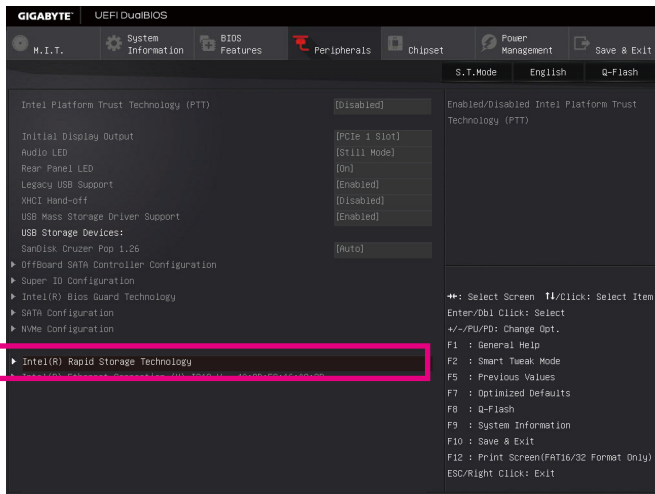 GIGABYTE™ UEFI DualBIOS
M.I.T.
System Information
BIOS Features
Peripherals
Chipset
Power Management
Save & Exit
S.T.Mode English Q-Flash
Intel Platform Trust Technology (PTT) [Disabled]
Initial Display Output [PCIe 1 Slot]
Audio LED [Still Mode]
Rear Panel LED [On]
Legacy USB Support [Enabled]
XHCI Hand-off [Disabled]
USB Mass Storage Driver Support [Enabled]
USB Storage Devices:
SanDisk Cruzer Pop 1.26 [Auto]
OffBoard SATA Controller Configuration
Super IO Configuration
Intel(R) Bios Guard Technology
SATA Configuration
NVMe Configuration
Intel(R) Rapid Storage Technology
Intel(R) Ethernet Connection
Enabled/Disabled Intel Platform Trust
Technology (PTT)
→←: Select Screen ↑↓/Click: Select Item
Enter/Dbl Click: Select
+/-/PU/PD: Change Opt.
F1 : General Help
F2 : Smart Tweak Mode
F5 : Previous Values
F7 : Optimized Defaults
F8 : Q-Flash
F9 : System Information
F10 : Save & Exit
F12 : Print Screen(FAT16/32 Format Only)
ESC/Right Click: Exit